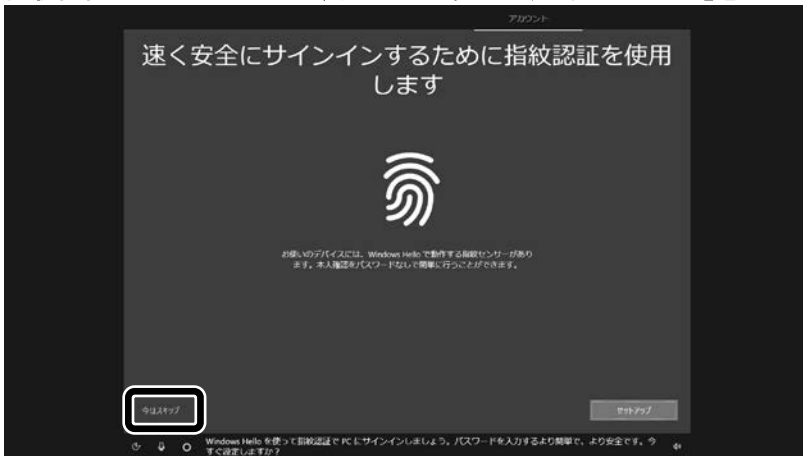 アカウント
速く安全にサインインするために指紋認証を使用
します
お使いのデバイスには、Windows Hello で動作する指紋センサーがあり
ます。本人確認をパスワードなしで簡単に行うことができます。
今はスキップ
セットアップ
Windows Hello を使って指紋認証で PC にサインインしましょう。パスワードを入力するより簡単で、より安全です。今
すぐ設定しますか?